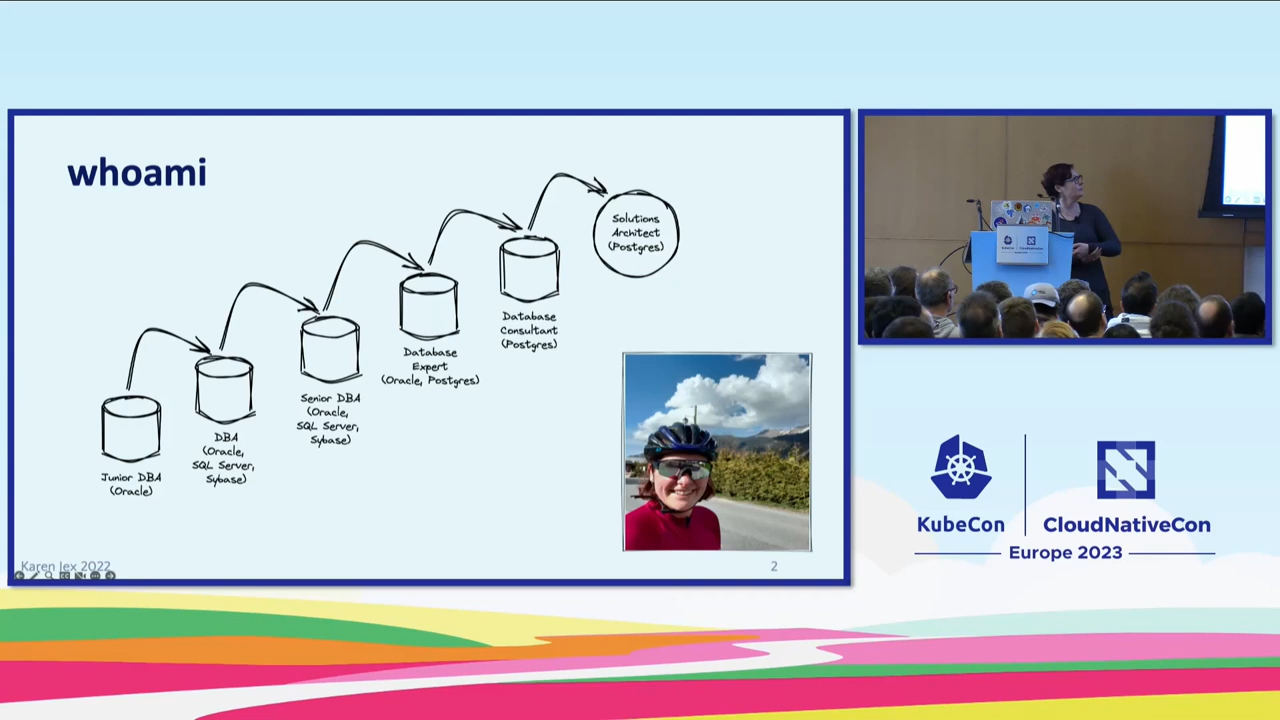 whoami
Solutions
Architect
(Postgres)
Database
Consultant
(Postgres)
Database
Expert
(Oracle, Postgres)
Senior DBA
(Oracle,
SQL Server,
Sybase)
DBA
(Oracle,
SQL Server,
Sybase)
Junior DBA
(Oracle)
Karen Jex 2022
2
KubeCon
CloudNativeCon
Europe 2023